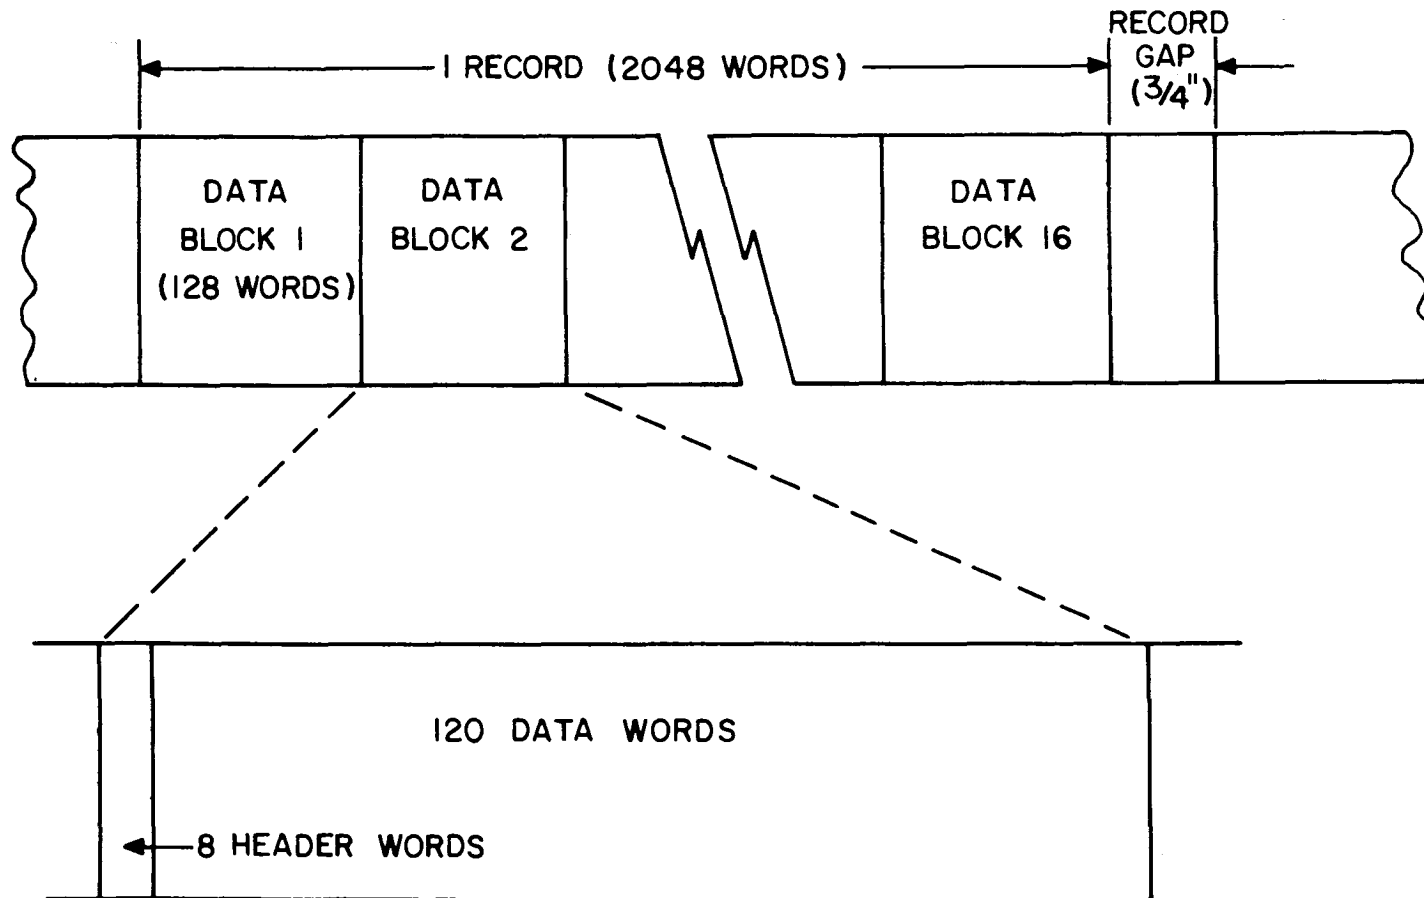 RECORD
GAP
(3/4")
1 RECORD (2048 WORDS)
DATA
BLOCK 1
(128 WORDS)
DATA
BLOCK 2
DATA
BLOCK 16
120 DATA WORDS
8 HEADER WORDS